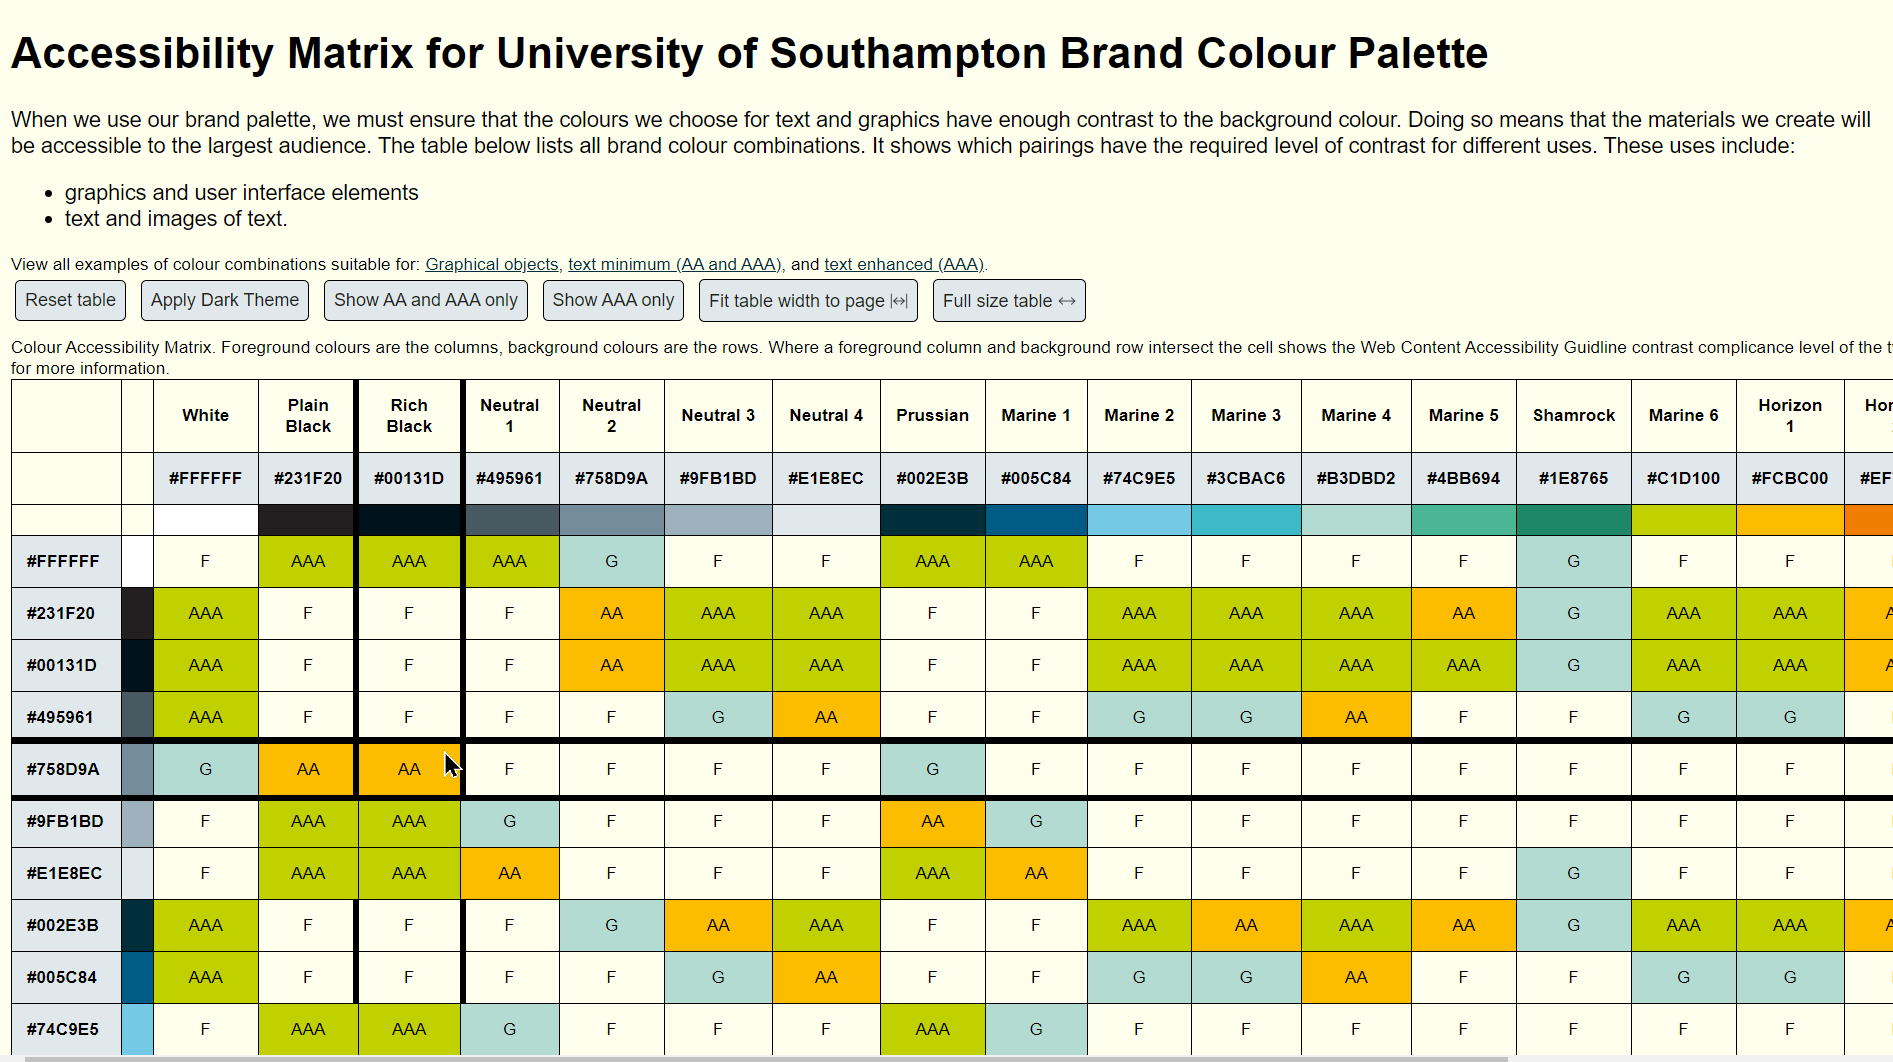 Accessibility Matrix for University of Southampton Brand Colour Palette
When we use our brand palette, we must ensure that the colours we choose for text and graphics have enough contrast to the background colour. Doing so means that the materials we create will
be accessible to the largest audience. The table below lists all brand colour combinations. It shows which pairings have the required level of contrast for different uses. These uses include:
• graphics and user interface elements
• text and images of text.
View all examples of colour combinations suitable for: Graphical objects, text minimum (AA and AAA), and text enhanced (AAA).
Reset table Apply Dark Theme Show AA and AAA only Show AAA only Fit table width to page Full size table
Colour Accessibility Matrix. Foreground colours are the columns, background colours are the rows. Where a foreground column and background row intersect the cell shows the Web Content Accessibility Guidline contrast complicance level of the
for more information.
White Plain Black Rich Black Neutral 1 Neutral 2 Neutral 3 Neutral 4 Prussian Marine 1 Marine 2 Marine 3 Marine 4 Marine 5 Shamrock Marine 6 Horizon 1
#FFFFFF #231F20 #00131D #495961 #758D9A #9FB1BD #E1E8EC #002E3B #005C84 #74C9E5 #3CBAC6 #B3DBD2 #4BB694 #1E8765 #C1D100 #FCBC00 #EF
#FFFFFF F AAA AAA AAA G F F AAA AAA F F F F G F F
#231F20 AAA F F F AA AAA AAA F F AAA AAA AAA AA G AAA AAA
#00131D AAA F F F AA AAA AAA F F AAA AAA AAA AAA G AAA AAA
#495961 AAA F F F F G AA F F G G AA F F G G
#758D9A G AA AA F F F F G F F F F F F F F
#9FB1BD F AAA AAA G F F F AA G F F F F F F F
#E1E8EC F AAA AAA AA F F F AAA AA F F F F G F F
#002E3B AAA F F F G AA AAA F F AAA AA AAA AA G AAA AAA
#005C84 AAA F F F F G AA F F G G AA F F G G
#74C9E5 F AAA AAA G F F F AAA G F F F F F F F